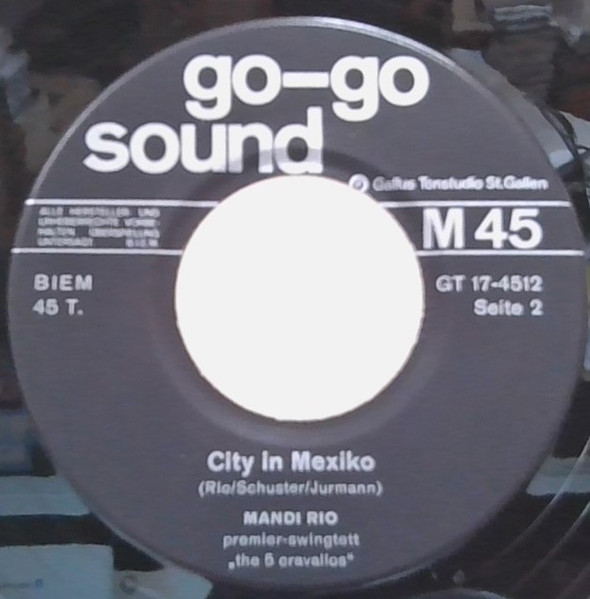 go–go
sound
℗ Gallus Tonstudio St.Gallen
ALLE HERSTELLER UND
URHEBERRECHTE VORBE
HALTEN ÜBERSPIELUNG
UNTERSAGT B.I.E.M.
M 45
BIEM
45 T.
GT 17-4512
Seite 2
City in Mexiko
(Rio/Schuster/Jurmann)
MANDI RIO
premier-swingtett
„the 5 cravallos“